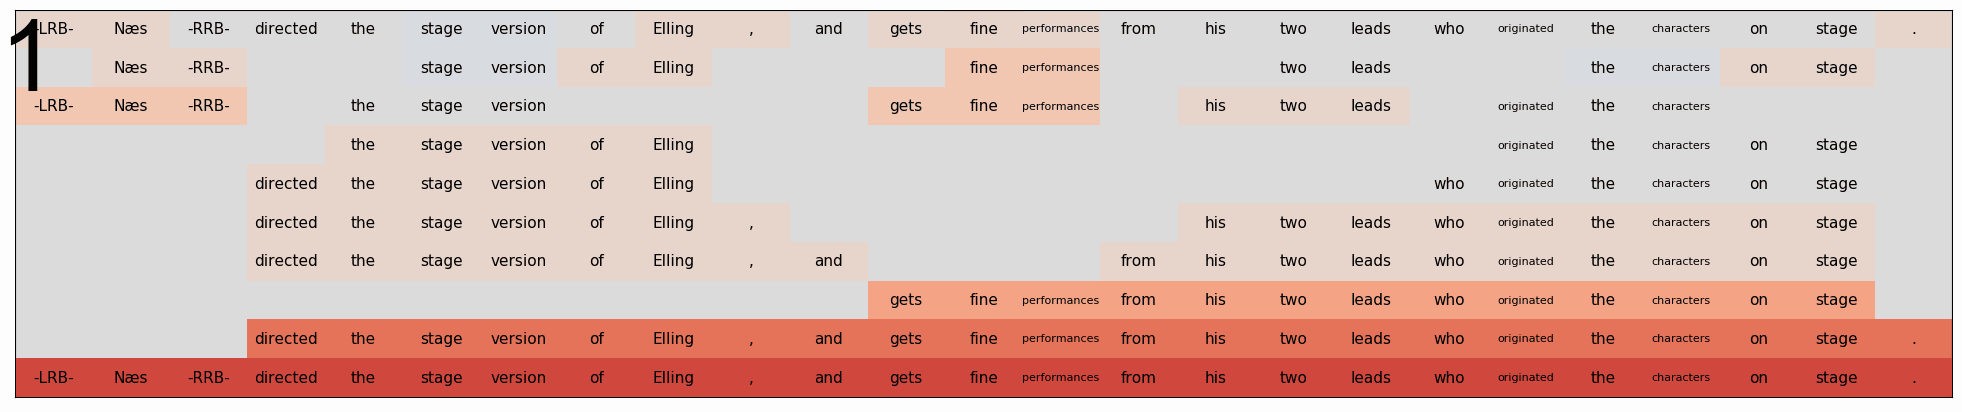 1
-LRB- Næs -RRB- directed the stage version of Elling , and gets fine performances from his two leads who originated the characters on stage .
Næs -RRB- stage version of Elling fine performances two leads the characters on stage
-LRB- Næs -RRB- the stage version gets fine performances his two leads originated the characters
the stage version of Elling originated the characters on stage
directed the stage version of Elling who originated the characters on stage
directed the stage version of Elling , his two leads who originated the characters on stage
directed the stage version of Elling , and from his two leads who originated the characters on stage
gets fine performances from his two leads who originated the characters on stage
directed the stage version of Elling , and gets fine performances from his two leads who originated the characters on stage .
-LRB- Næs -RRB- directed the stage version of Elling , and gets fine performances from his two leads who originated the characters on stage .